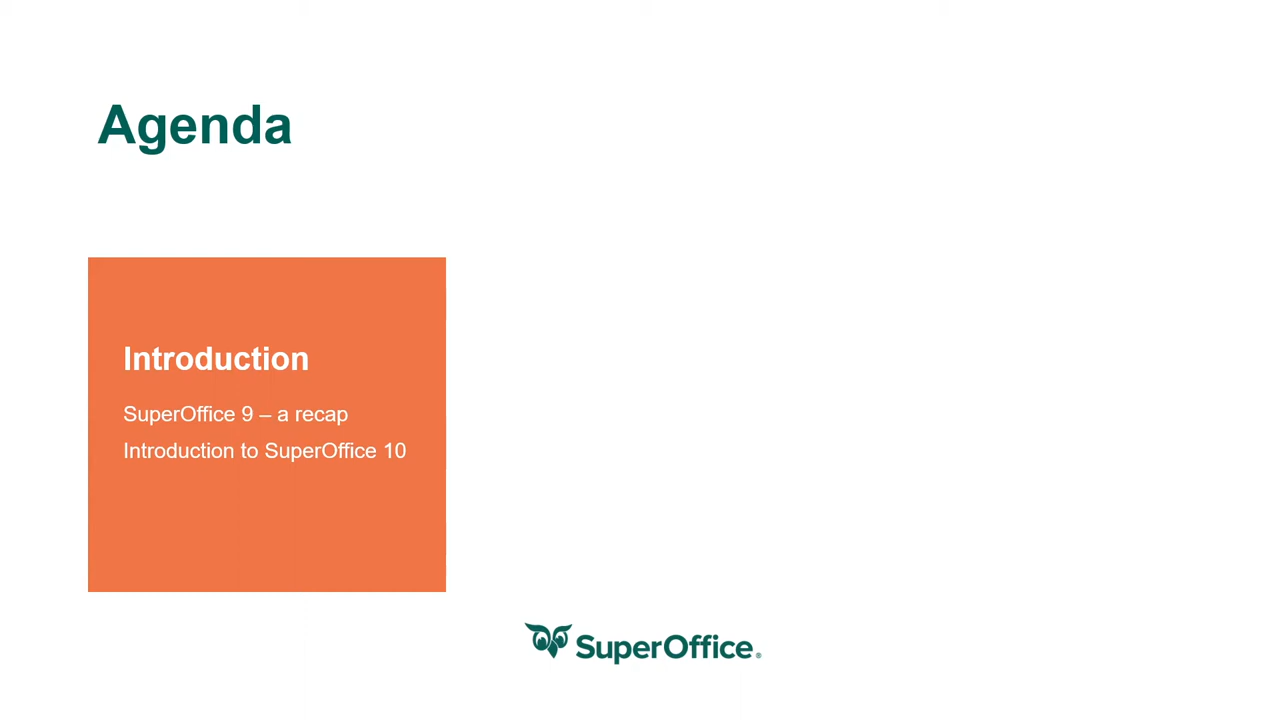 Agenda
Introduction
SuperOffice 9 – a recap
Introduction to SuperOffice 10
SuperOffice®